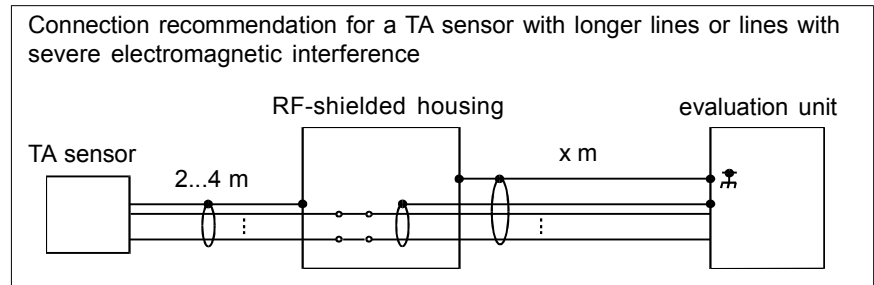 Connection recommendation for a TA sensor with longer lines or lines with
severe electromagnetic interference
RF-shielded housing
evaluation unit
TA sensor
x m
2...4 m